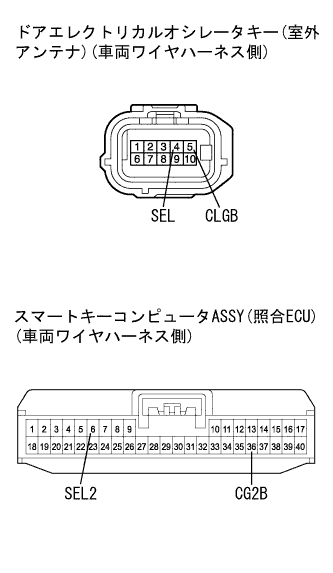 ドアエレクトリカルオシレータキー(室外
アンテナ)(車両ワイヤハーネス側)
1 2 3 4 5
6 7 8 9 10
SEL CLGB
スマートキーコンピュータASSY(照合ECU)
(車両ワイヤハーネス側)
1 2 3 4 5 6 7 8 9 10 11 12 13 14 15 16 17
18 19 20 21 22 23 24 25 26 27 28 29 30 31 32 33 34 35 36 37 38 39 40
SEL2 CG2B